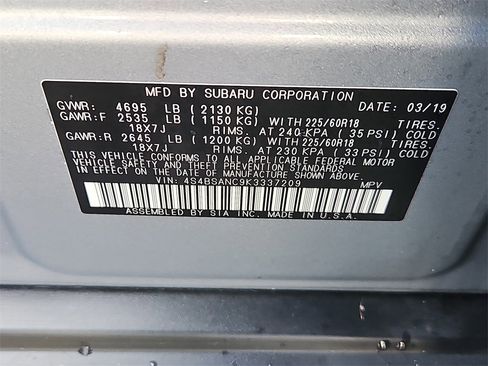 MFD BY SUBARU CORPORATION
GVWR: 4695 LB (2130 KG) DATE: 03/19
GAWR:F 2535 LB (1150 KG) WITH 225/60R18 TIRES.
18X7J RIMS. AT 240 KPA (35 PSI) COLD
GAWR:R 2645 LB (1200 KG) WITH 225/60R18 TIRES.
18X7J RIMS. AT 230 KPA (33 PSI) COLD
THIS VEHICLE CONFORMS TO ALL APPLICABLE FEDERAL MOTOR
VEHICLE SAFETY AND THEFT PREVENTION STANDARDS
IN EFFECT ON THE DATE OF MANUFACTURE SHOWN ABOVE.
VIN: 4S4BSANC9K3337209 MPV
ASSEMBLED BY SIA INC. MADE IN U.S.A.